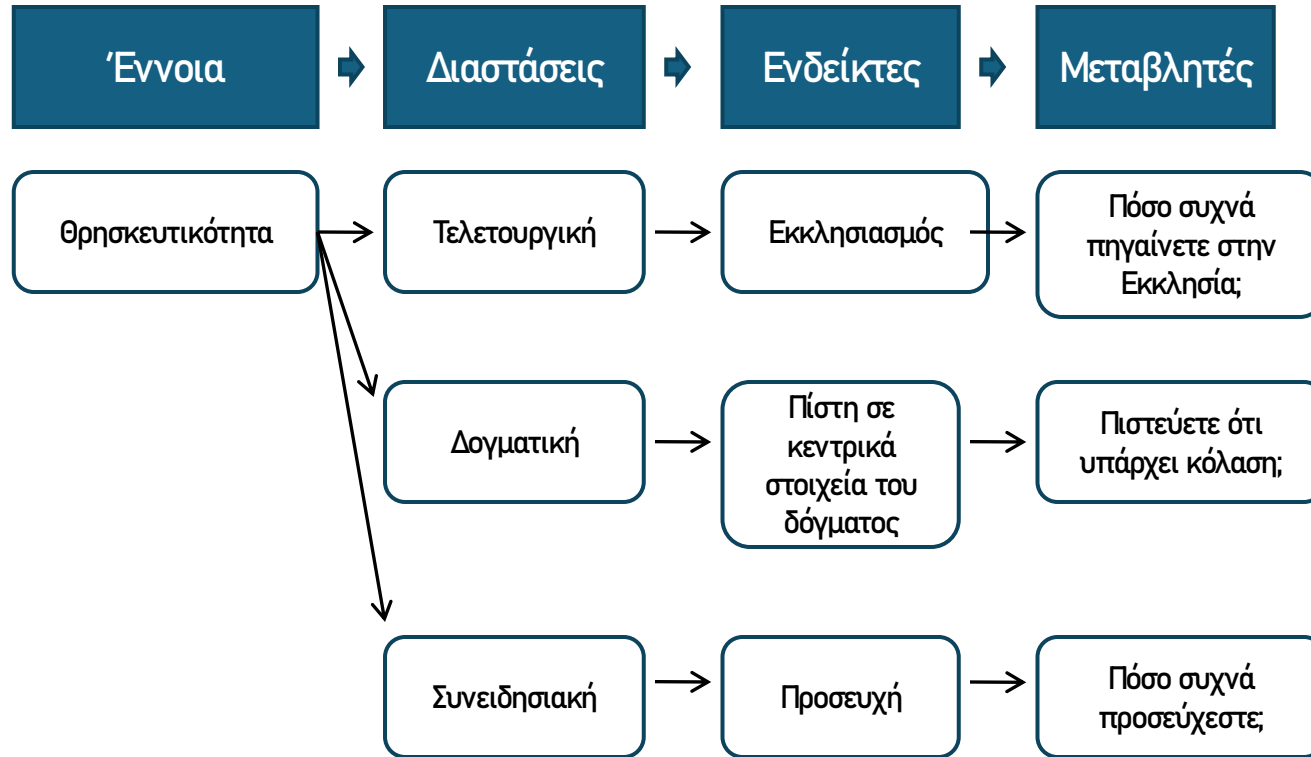 Έννοια
Διαστάσεις
Ενδείκτες
Μεταβλητές
Θρησκευτικότητα
Τελετουργική
Εκκλησιασμός
Πόσο συχνά
πηγαίνετε στην
Εκκλησία;
Δογματική
Πίστη σε
κεντρικά
στοιχεία του
δόγματος
Πιστεύετε ότι
υπάρχει κόλαση;
Συνειδησιακή
Προσευχή
Πόσο συχνά
προσεύχεστε;